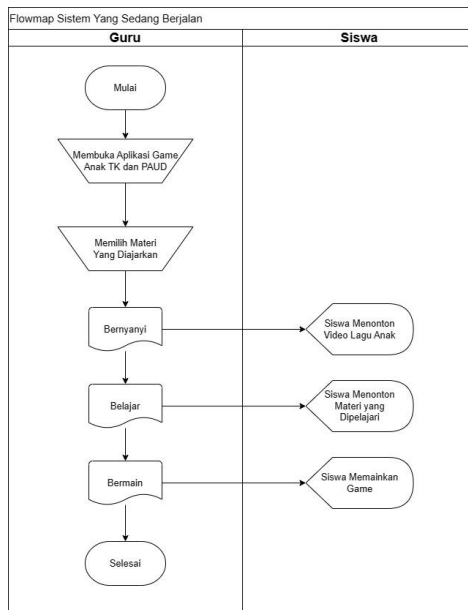 Flowmap Sistem Yang Sedang Berjalan
Guru
Siswa
Mulai
Membuka Aplikasi Game
Anak TK dan PAUD
Memilih Materi
Yang Diajarkan
Bernyanyi
Siswa Menonton
Video Lagu Anak
Belajar
Siswa Menonton
Materi yang
Dipelajari
Bermain
Siswa Memainkan
Game
Selesai